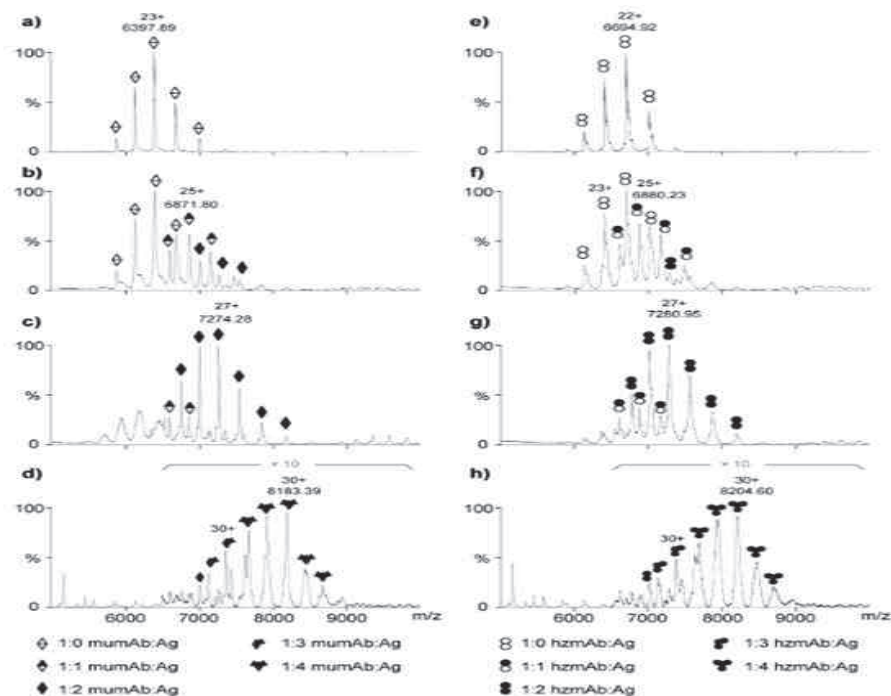 a)
23+
6397.89
100
%
0
b)
25+
6871.80
100
%
0
c)
27+
7274.28
100
%
0
d)
× 10
30+
8183.39
30+
100
%
0
6000 7000 8000 9000 m/z
1:0 mumAb:Ag 1:3 mumAb:Ag
1:1 mumAb:Ag 1:4 mumAb:Ag
1:2 mumAb:Ag
e)
22+
6694.92
100
%
0
f)
23+ 25+
6880.23
100
%
0
g)
27+
7280.95
100
%
0
h)
× 10
30+
8204.60
30+
100
%
0
6000 7000 8000 9000 m/z
1:0 hzmAb:Ag 1:3 hzmAb:Ag
1:1 hzmAb:Ag 1:4 hzmAb:Ag
1:2 hzmAb:Ag